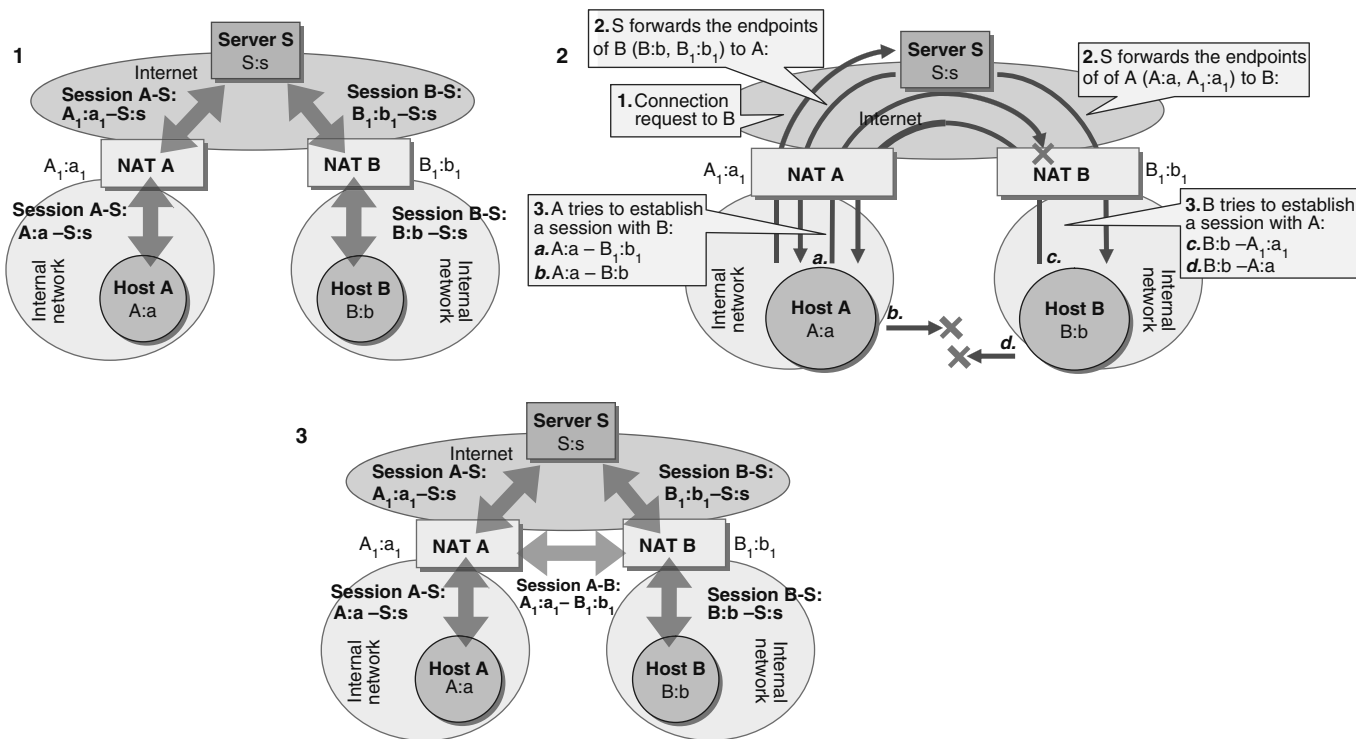 1
Server S
S:s
Internet
Session A-S:
A₁:a₁–S:s
Session B-S:
B₁:b₁–S:s
A₁:a₁
NAT A
NAT B
B₁:b₁
Session A-S:
A:a –S:s
Session B-S:
B:b –S:s
Internal
network
Host A
A:a
Host B
B:b
Internal
network
2
2. S forwards the endpoints
of B (B:b, B₁:b₁) to A:
Server S
S:s
2. S forwards the endpoints
of of A (A:a, A₁:a₁) to B:
1. Connection
request to B
Internet
A₁:a₁
NAT A
NAT B
B₁:b₁
3. A tries to establish
a session with B:
a. A:a – B₁:b₁
b. A:a – B:b
3. B tries to establish
a session with A:
c. B:b –A₁:a₁
d. B:b –A:a
a.
c.
Internal
network
Host A
A:a
b.
d.
Host B
B:b
Internal
network
3
Server S
S:s
Internet
Session A-S:
A₁:a₁–S:s
Session B-S:
B₁:b₁–S:s
A₁:a₁
NAT A
NAT B
B₁:b₁
Session A-S:
A:a –S:s
Session A-B:
A₁:a₁– B₁:b₁
Session B-S:
B:b –S:s
Internal
network
Host A
A:a
Host B
B:b
Internal
network